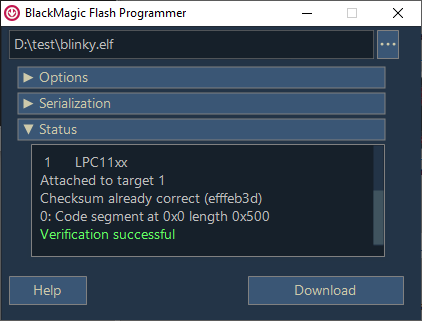 BlackMagic Flash Programmer
D:\test\blinky.elf
...
▶ Options
▶ Serialization
▼ Status
1 LPC11xx
Attached to target 1
Checksum already correct (efffeb3d)
0: Code segment at 0x0 length 0x500
Verification successful
Help Download